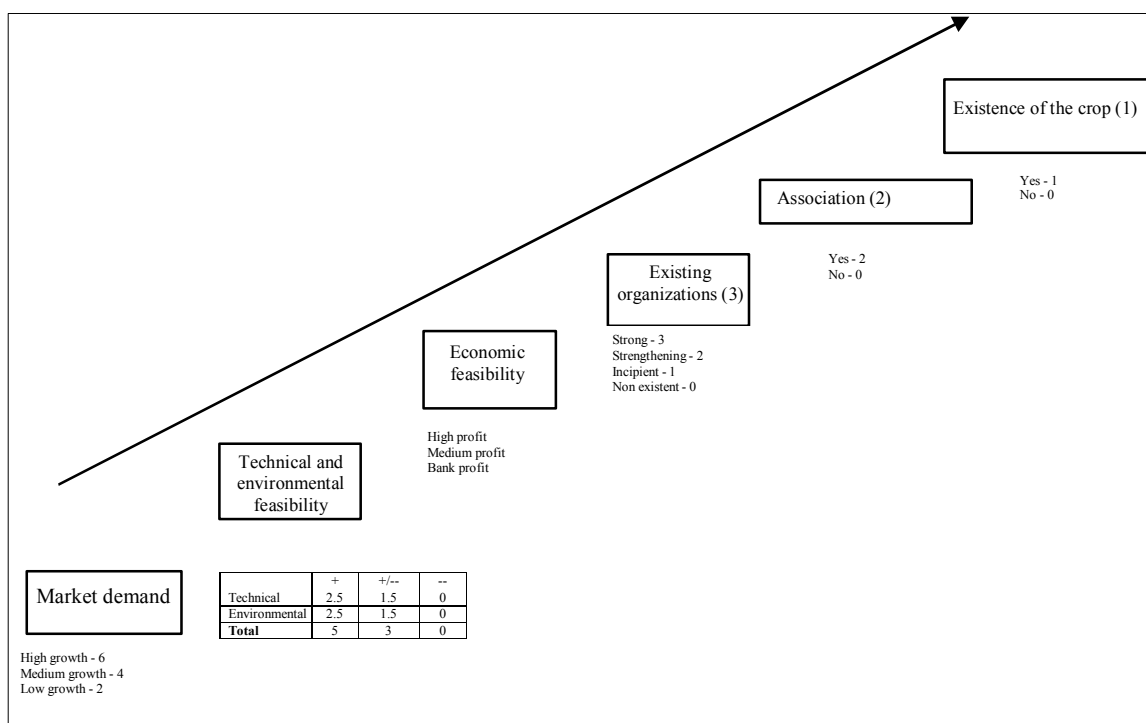 Existence of the crop (1)
Yes - 1
No - 0
Association (2)
Yes - 2
No - 0
Existing
organizations (3)
Strong - 3
Strengthening - 2
Incipient - 1
Non existent - 0
Economic
feasibility
High profit
Medium profit
Bank profit
Technical and
environmental
feasibility
+ +/-- --
Technical 2.5 1.5 0
Environmental 2.5 1.5 0
Total 5 3 0
Market demand
High growth - 6
Medium growth - 4
Low growth - 2